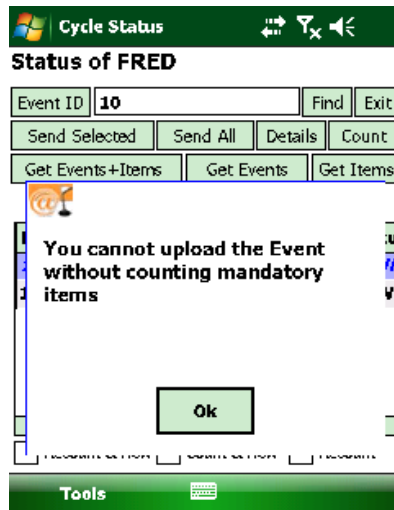 Cycle Status
Status of FRED
Event ID 10 Find Exit
Send Selected Send All Details Count
Get Events+Items Get Events Get Items
You cannot upload the Event
without counting mandatory
items
Ok
Tools